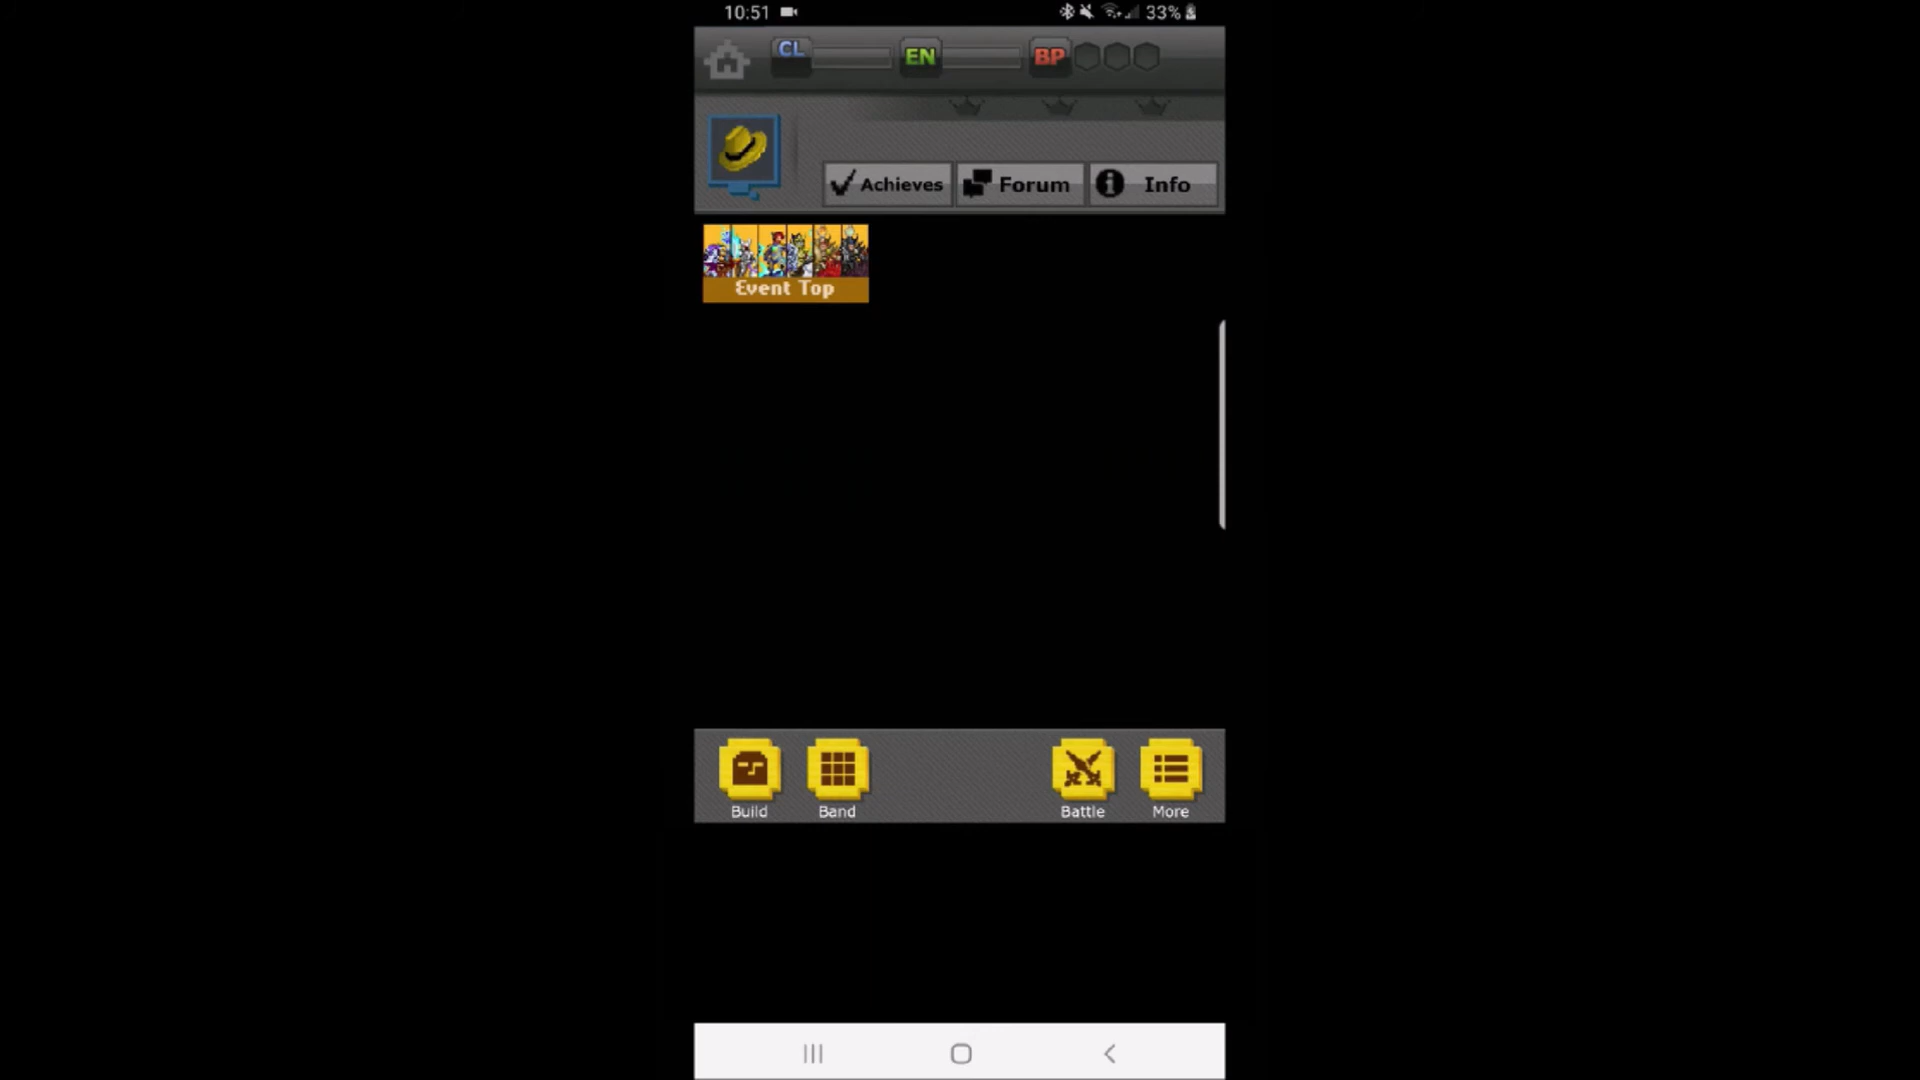 10:51 33%
CL EN BP
Achieves Forum Info
Event Top
Build Band Battle More